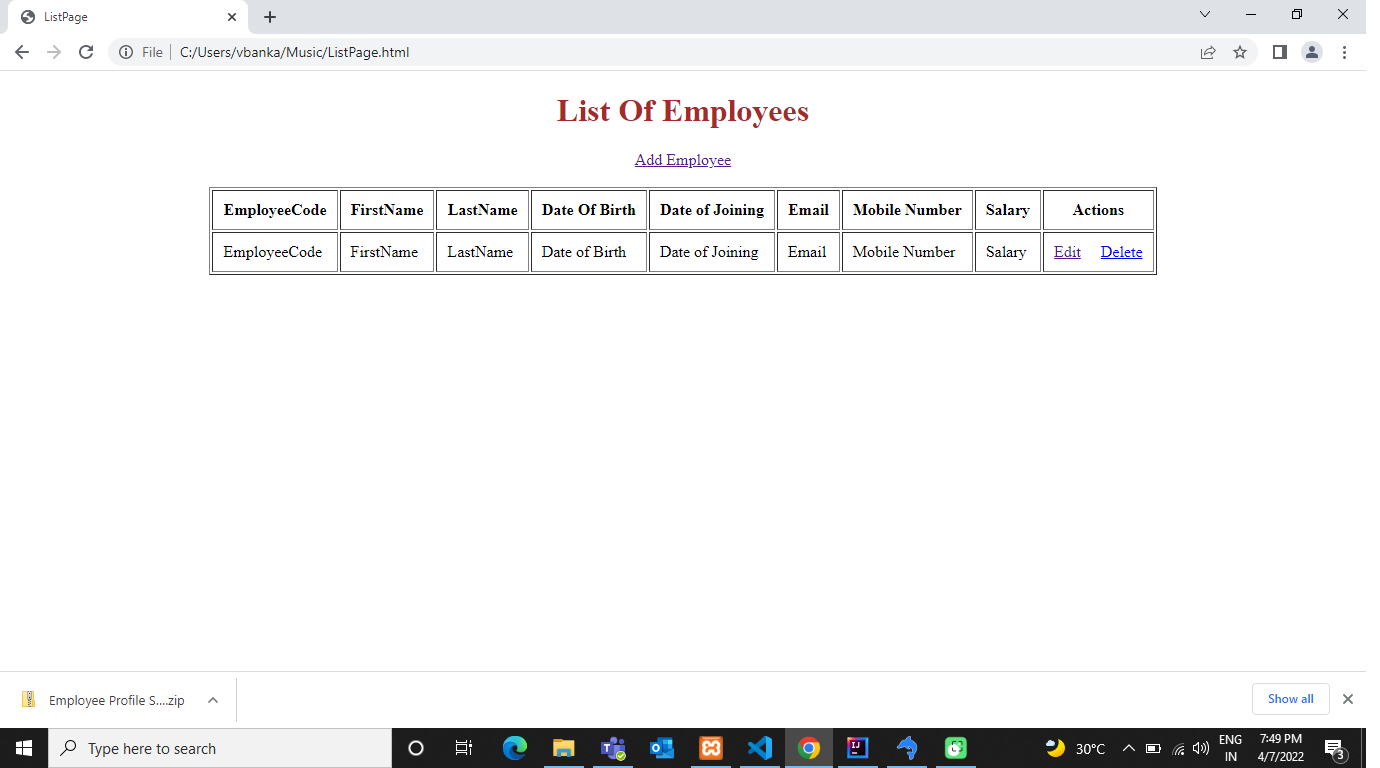 ListPage
File C:/Users/vbanka/Music/ListPage.html
List Of Employees
Add Employee
EmployeeCode FirstName LastName Date Of Birth Date of Joining Email Mobile Number Salary Actions
EmployeeCode FirstName LastName Date of Birth Date of Joining Email Mobile Number Salary Edit Delete
Employee Profile S....zip
Show all
Type here to search
30°C
ENG
IN
7:49 PM
4/7/2022
3